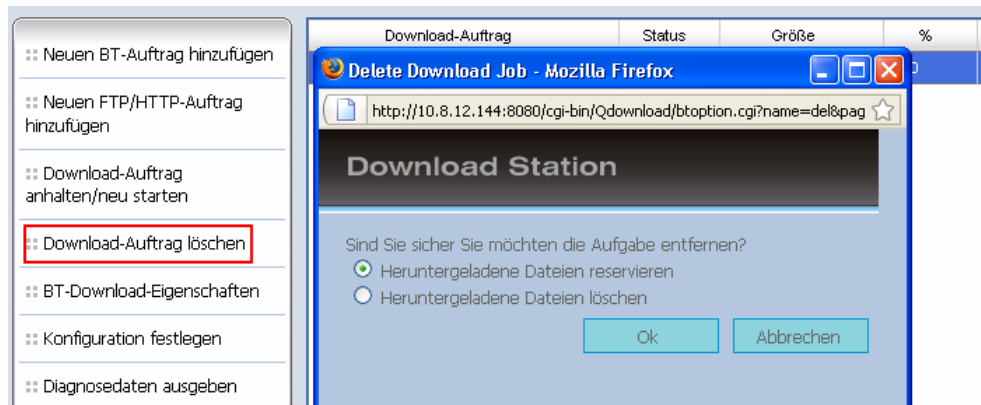 Neuen BT-Auftrag hinzufügen
Neuen FTP/HTTP-Auftrag
hinzufügen
Download-Auftrag
anhalten/neu starten
Download-Auftrag löschen
BT-Download-Eigenschaften
Konfiguration festlegen
Diagnosedaten ausgeben
Download-Auftrag Status Größe %
Delete Download Job - Mozilla Firefox
http://10.8.12.144:8080/cgi-bin/Qdownload/btoption.cgi?name=del&pag
Download Station
Sind Sie sicher Sie möchten die Aufgabe entfernen?
Heruntergeladene Dateien reservieren
Heruntergeladene Dateien löschen
Ok Abbrechen